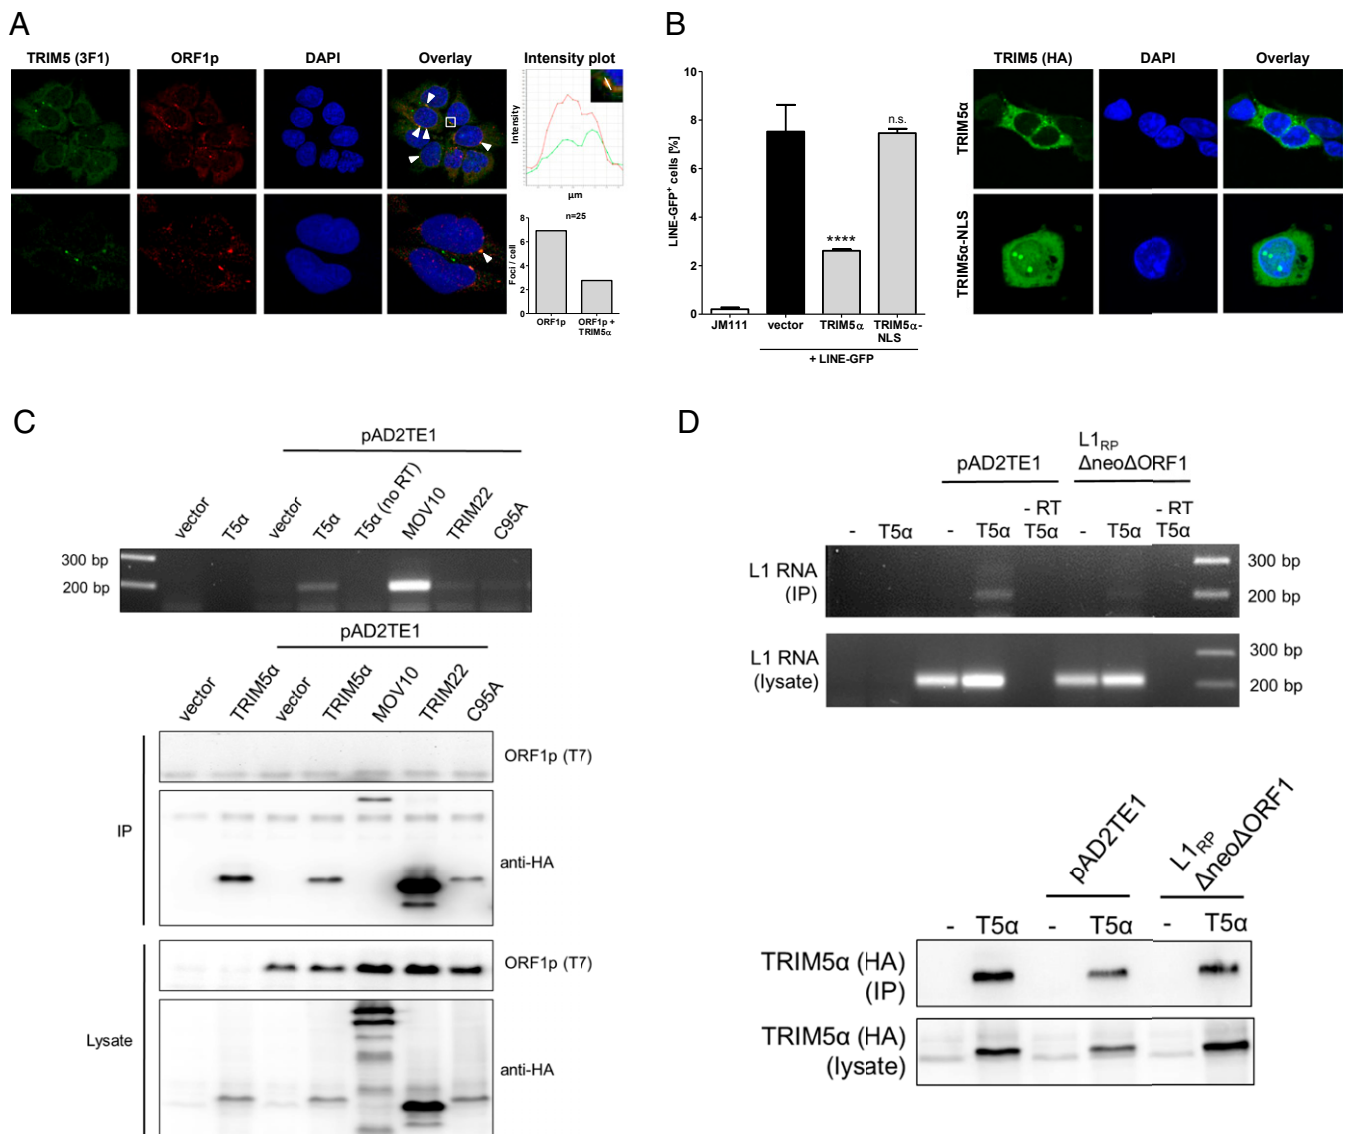 A
TRIM5 (3F1)
ORF1p
DAPI
Overlay
Intensity plot
Intensity
µm
n=25
Foci / cell
8
6
4
2
0
ORF1p
ORF1p +
TRIM5α
B
LINE-GFP⁺ cells [%]
10
8
6
4
2
0
****
n.s.
JM111
vector
TRIM5α
TRIM5α-
NLS
+ LINE-GFP
TRIM5 (HA)
DAPI
Overlay
TRIM5α
TRIM5α-NLS
C
pAD2TE1
vector
T5α
vector
T5α
T5α (no RT)
MOV10
TRIM22
C95A
300 bp
200 bp
pAD2TE1
vector
TRIM5α
vector
TRIM5α
MOV10
TRIM22
C95A
IP
ORF1p (T7)
anti-HA
Lysate
ORF1p (T7)
anti-HA
D
pAD2TE1
L1RP
ΔneoΔORF1
- RT
- RT
- T5α - T5α T5α - T5α T5α
L1 RNA
(IP)
300 bp
200 bp
L1 RNA
(lysate)
300 bp
200 bp
pAD2TE1
L1RP
ΔneoΔORF1
- T5α - T5α - T5α
TRIM5α (HA)
(IP)
TRIM5α (HA)
(lysate)